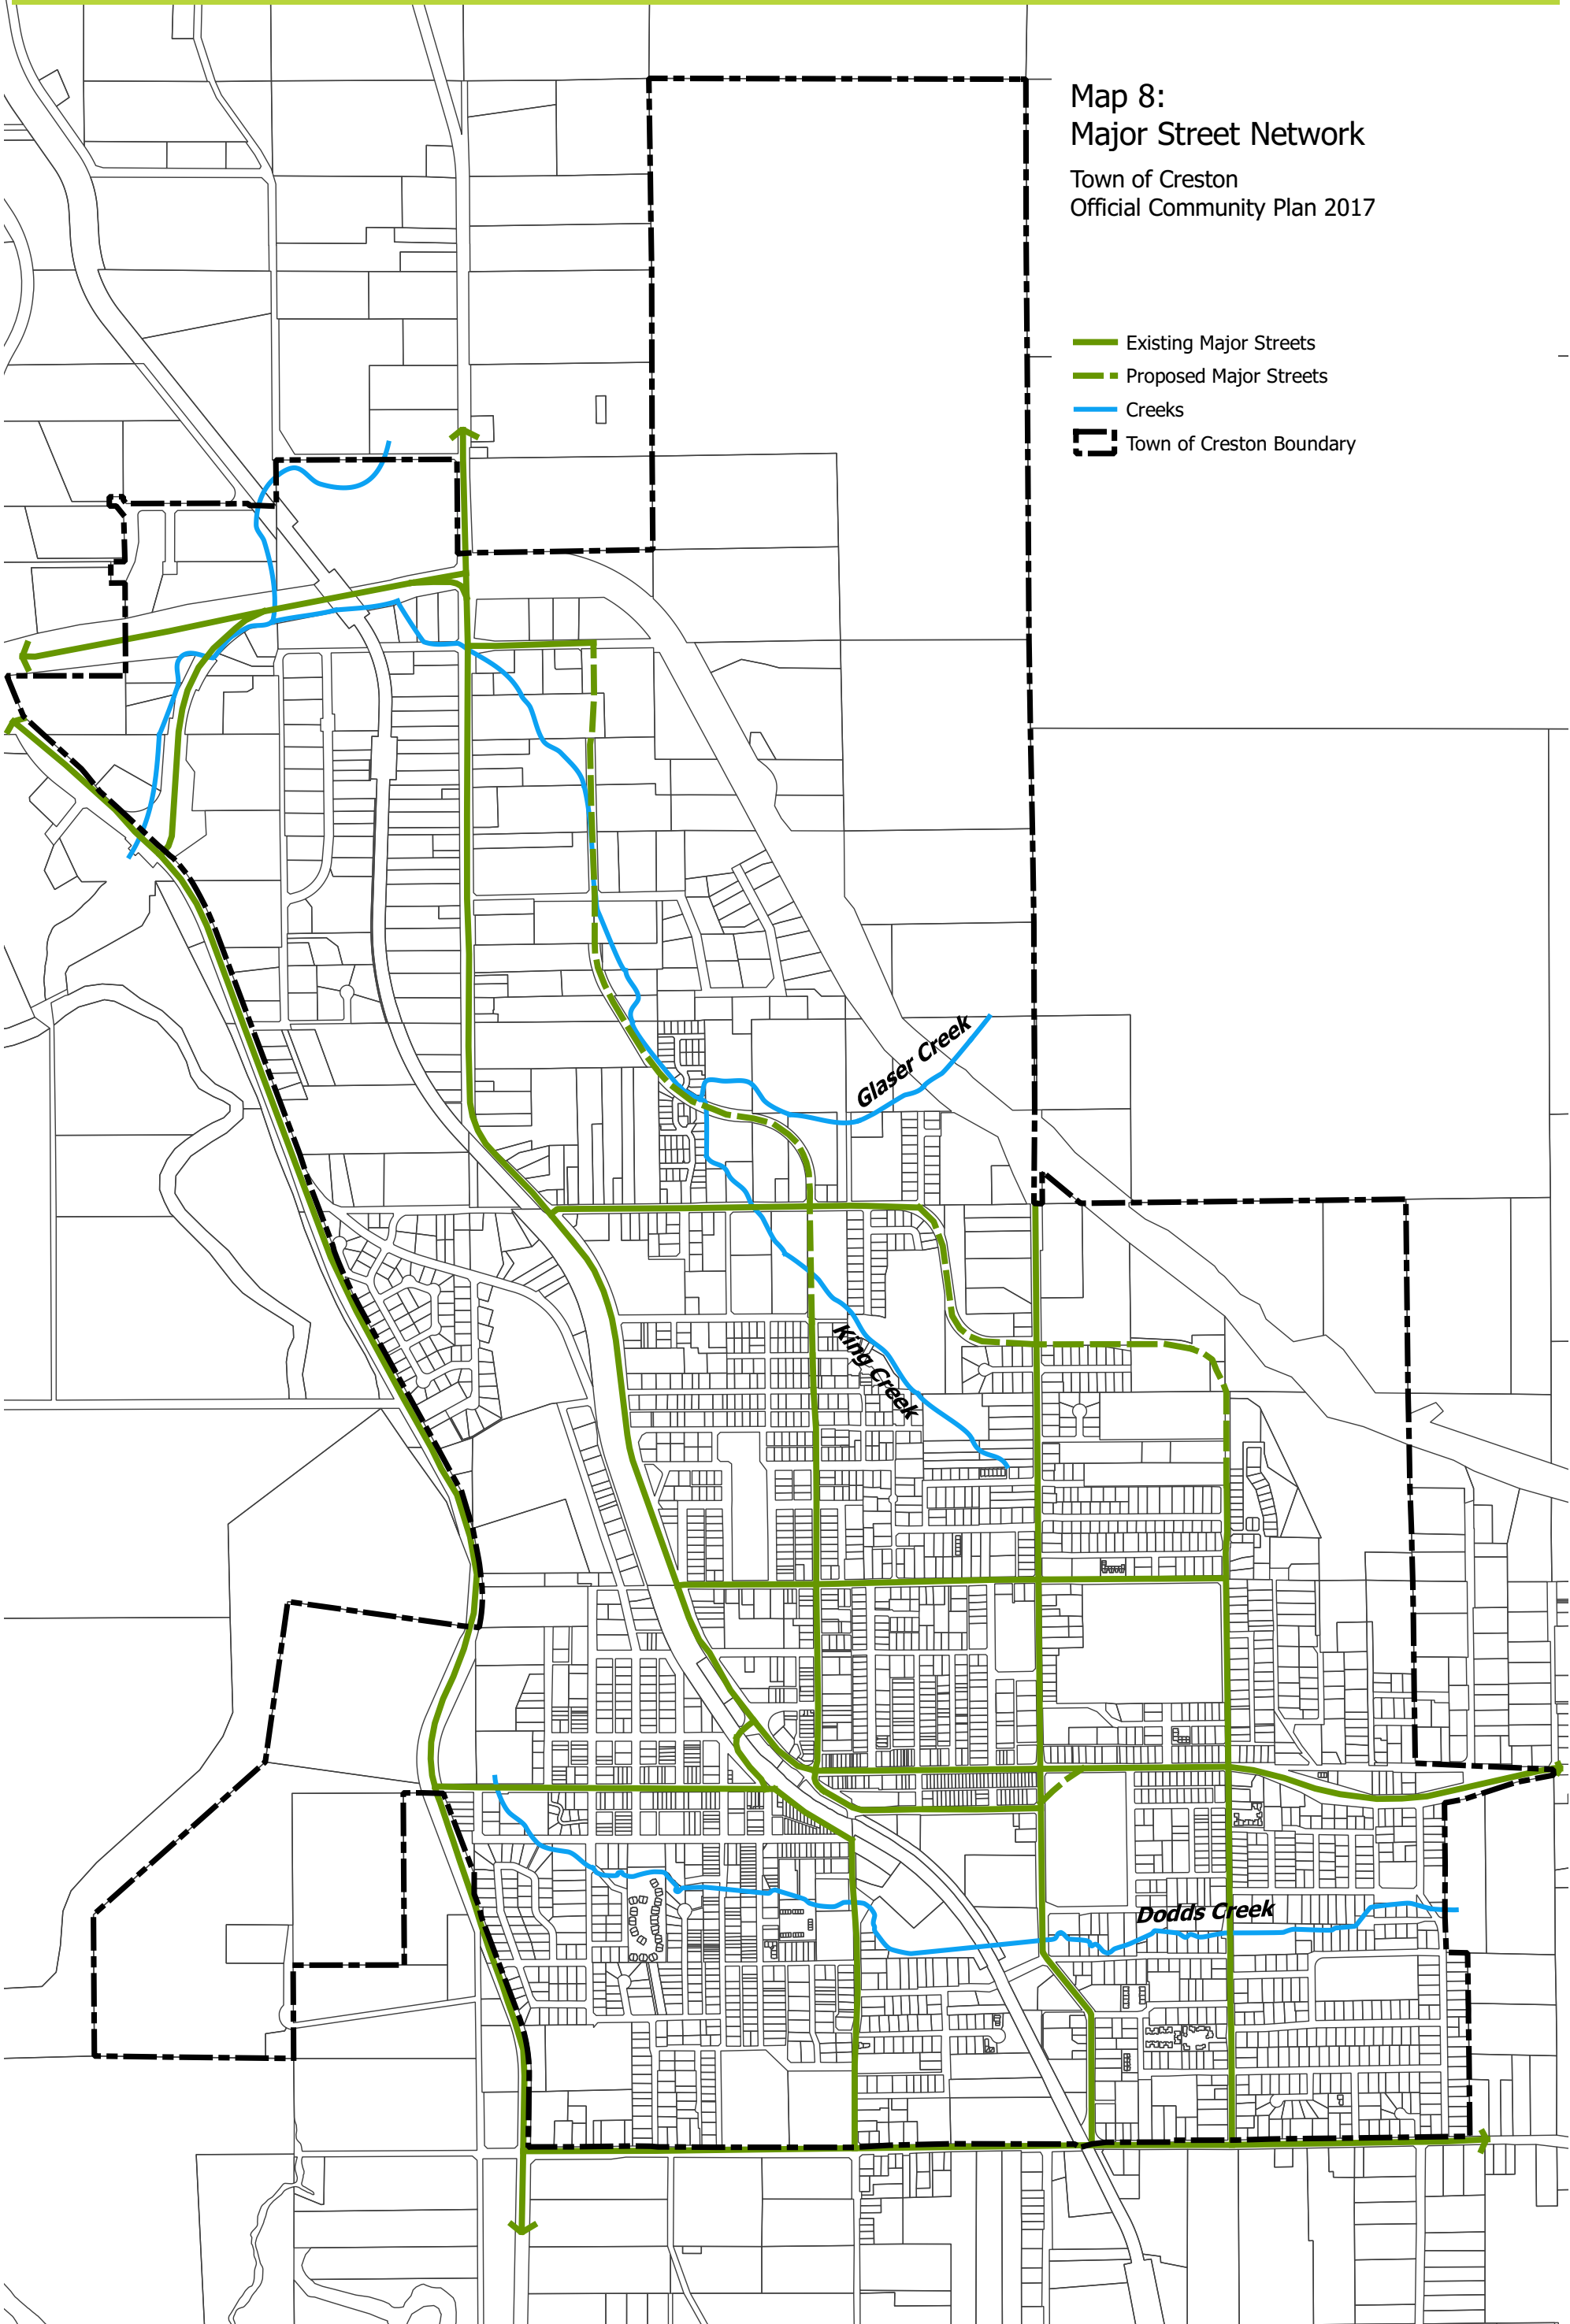 Map 8:
Major Street Network
Town of Creston
Official Community Plan 2017
Existing Major Streets
Proposed Major Streets
Creeks
Town of Creston Boundary
Glaser Creek
King Creek
Dodds Creek